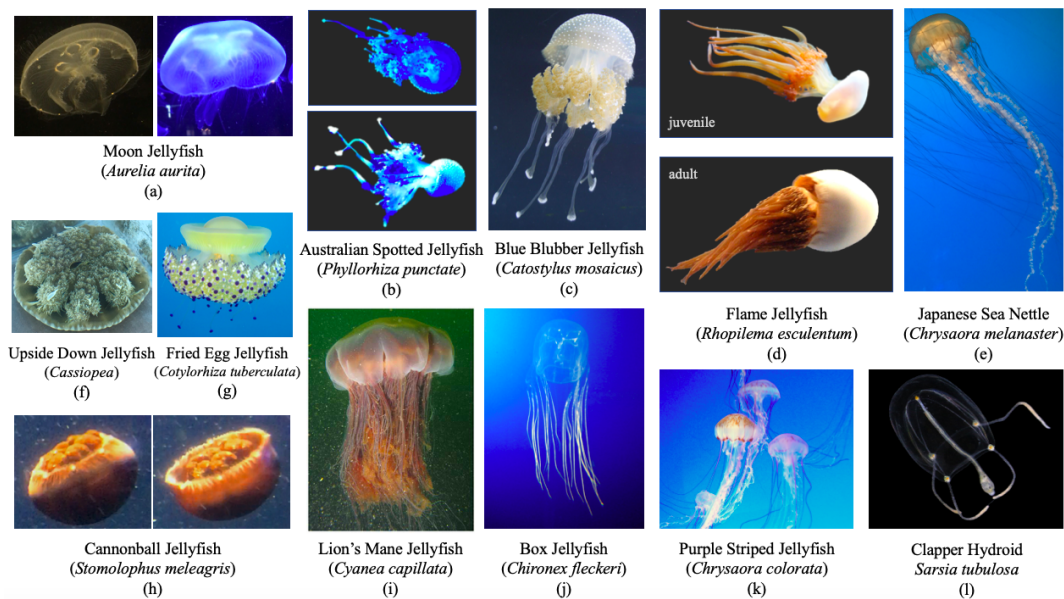 Moon Jellyfish
(Aurelia aurita)
(a)
Australian Spotted Jellyfish
(Phyllorhiza punctate)
(b)
Blue Blubber Jellyfish
(Catostylus mosaicus)
(c)
juvenile
adult
Flame Jellyfish
(Rhopilema esculentum)
(d)
Japanese Sea Nettle
(Chrysaora melanaster)
(e)
Upside Down Jellyfish
(Cassiopea)
(f)
Fried Egg Jellyfish
(Cotylorhiza tuberculata)
(g)
Cannonball Jellyfish
(Stomolophus meleagris)
(h)
Lion's Mane Jellyfish
(Cyanea capillata)
(i)
Box Jellyfish
(Chironex fleckeri)
(j)
Purple Striped Jellyfish
(Chrysaora colorata)
(k)
Clapper Hydroid
Sarsia tubulosa)
(l)